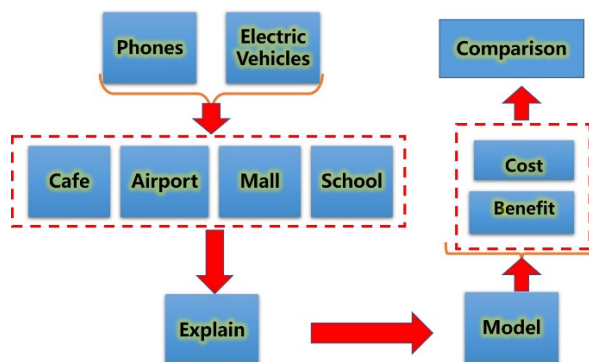 Phones
Electric
Vehicles
Comparison
Cafe
Airport
Mall
School
Cost
Benefit
Explain
Model